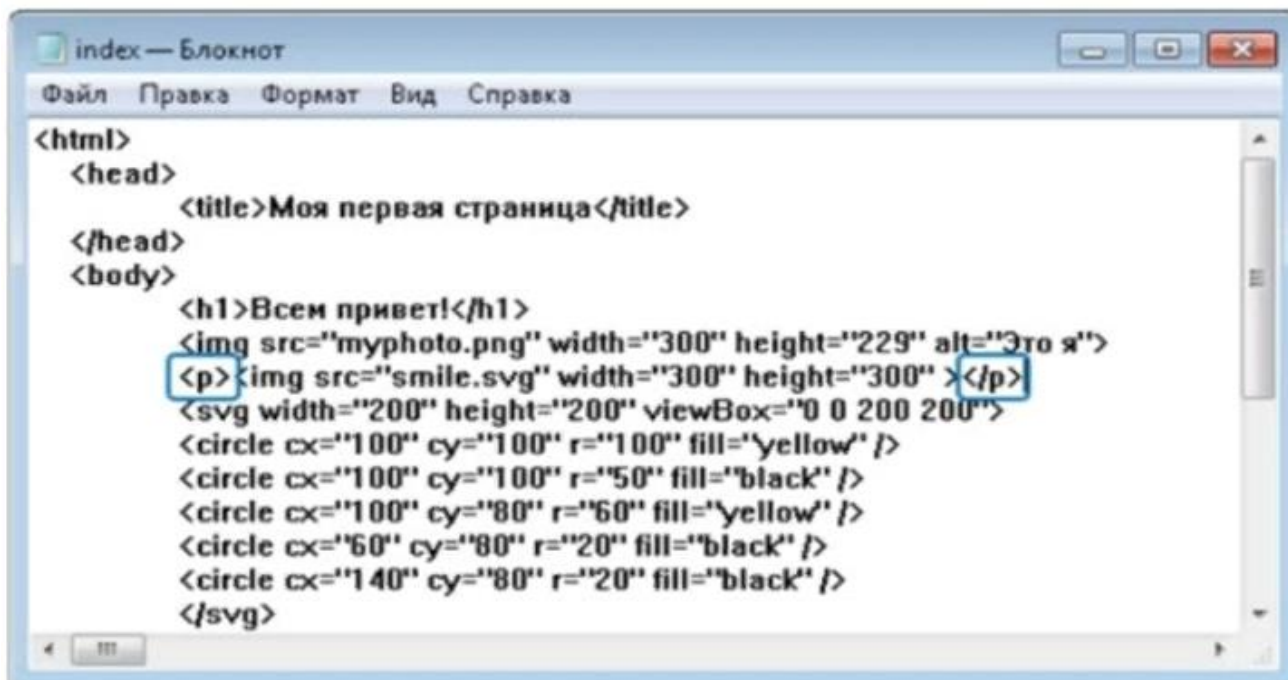 index — Блокнот
Файл Правка Формат Вид Справка
<html>
<head>
<title>Моя первая страница</title>
</head>
<body>
<h1>Всем привет!</h1>
<img src="myphoto.png" width="300" height="229" alt="Это я">
<p><img src="smile.svg" width="300" height="300" ></p>
<svg width="200" height="200" viewBox="0 0 200 200">
<circle cx="100" cy="100" r="100" fill="yellow" />
<circle cx="100" cy="100" r="50" fill="black" />
<circle cx="100" cy="80" r="60" fill="yellow" />
<circle cx="60" cy="80" r="20" fill="black" />
<circle cx="140" cy="80" r="20" fill="black" />
</svg>